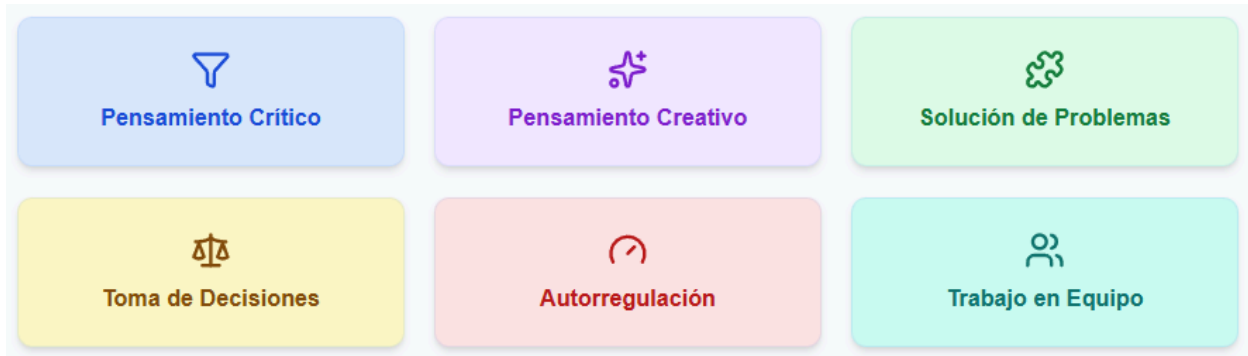 Pensamiento Crítico
Pensamiento Creativo
Solución de Problemas
Toma de Decisiones
Autorregulación
Trabajo en Equipo